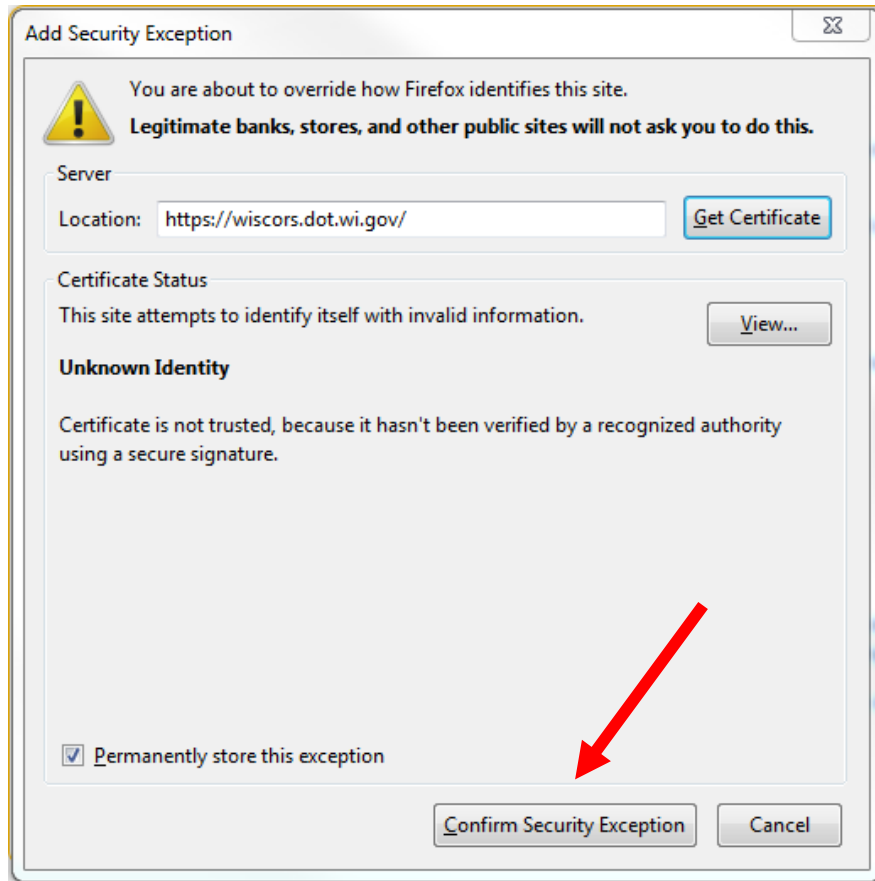 Add Security Exception
You are about to override how Firefox identifies this site.
Legitimate banks, stores, and other public sites will not ask you to do this.
Server
Location: https://wiscors.dot.wi.gov/ Get Certificate
Certificate Status
This site attempts to identify itself with invalid information. View...
Unknown Identity
Certificate is not trusted, because it hasn't been verified by a recognized authority
using a secure signature.
Permanently store this exception
Confirm Security Exception Cancel